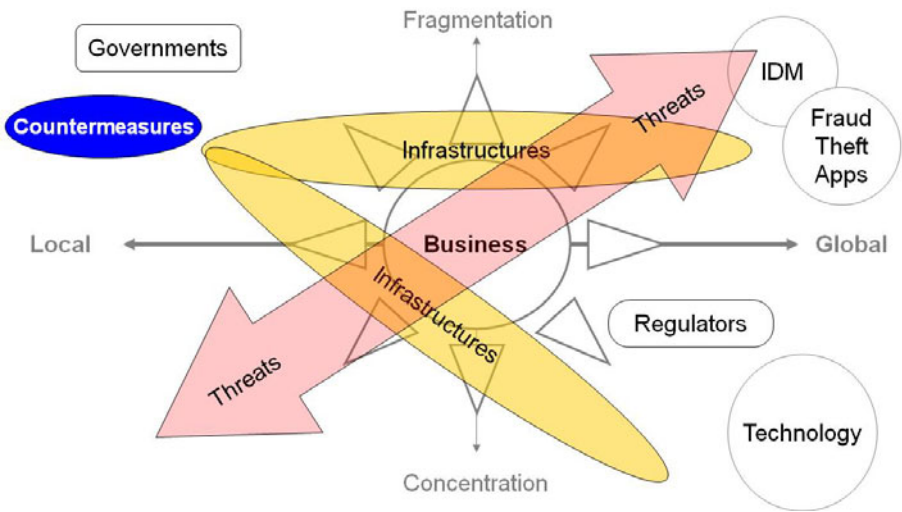 Fragmentation
Governments
IDM
Threats
Countermeasures
Fraud
Theft
Apps
Infrastructures
Local
Business
Global
Infrastructures
Regulators
Threats
Technology
Concentration